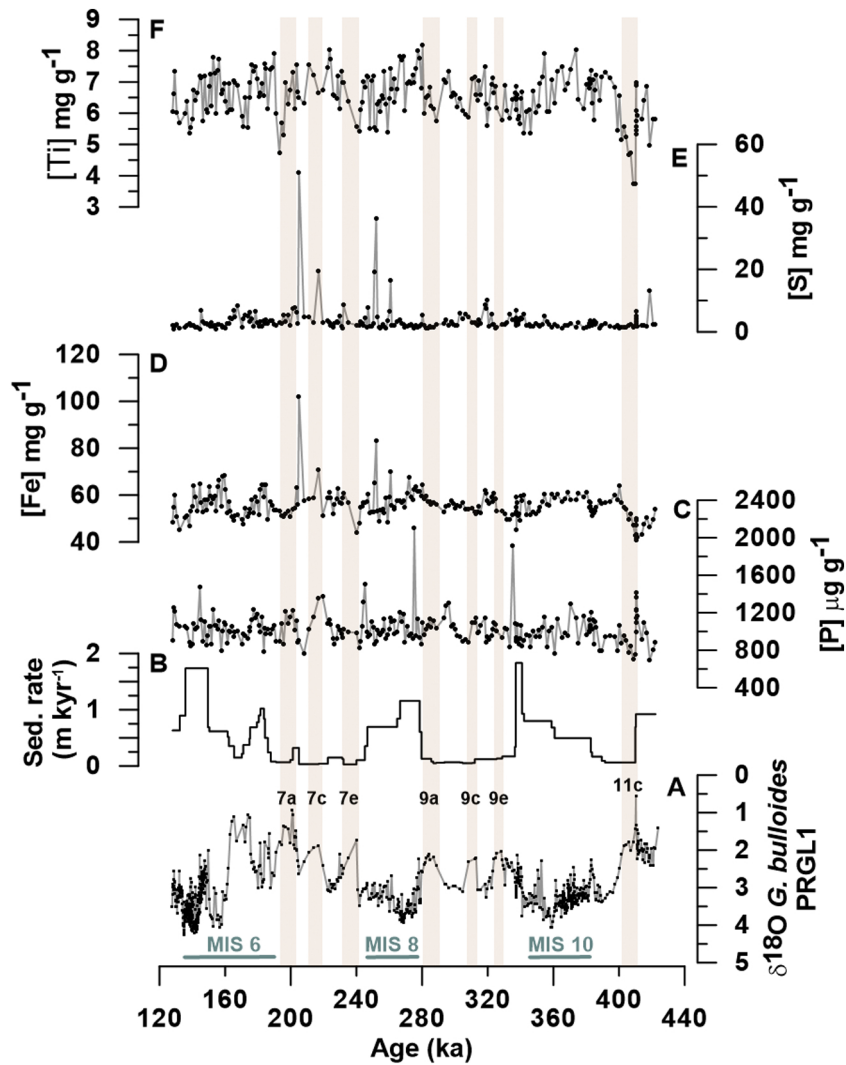 F
9
8
7
6
5
4
3
[Ti] mg g-1
E
60
40
20
0
[S] mg g-1
D
120
100
80
60
40
[Fe] mg g-1
C
2400
2000
1600
1200
800
400
[P] μg g-1
B
2
1
0
Sed. rate
(m kyr-1)
A
0
1
2
3
4
5
δ18O G. bulloides
PRGL1
7a 7c 7e 9a 9c 9e 11c
MIS 6 MIS 8 MIS 10
120 160 200 240 280 320 360 400 440
Age (ka)